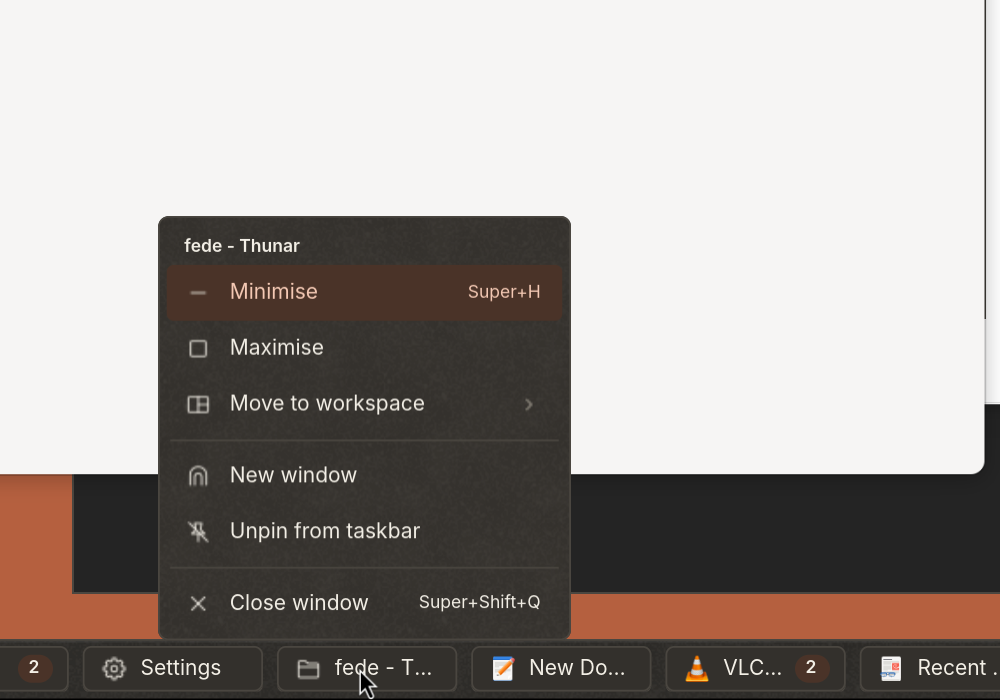 fede - Thunar
Minimise Super+H
Maximise
Move to workspace
New window
Unpin from taskbar
Close window Super+Shift+Q
2 Settings fede - T... New Do... VLC... 2 Recent .